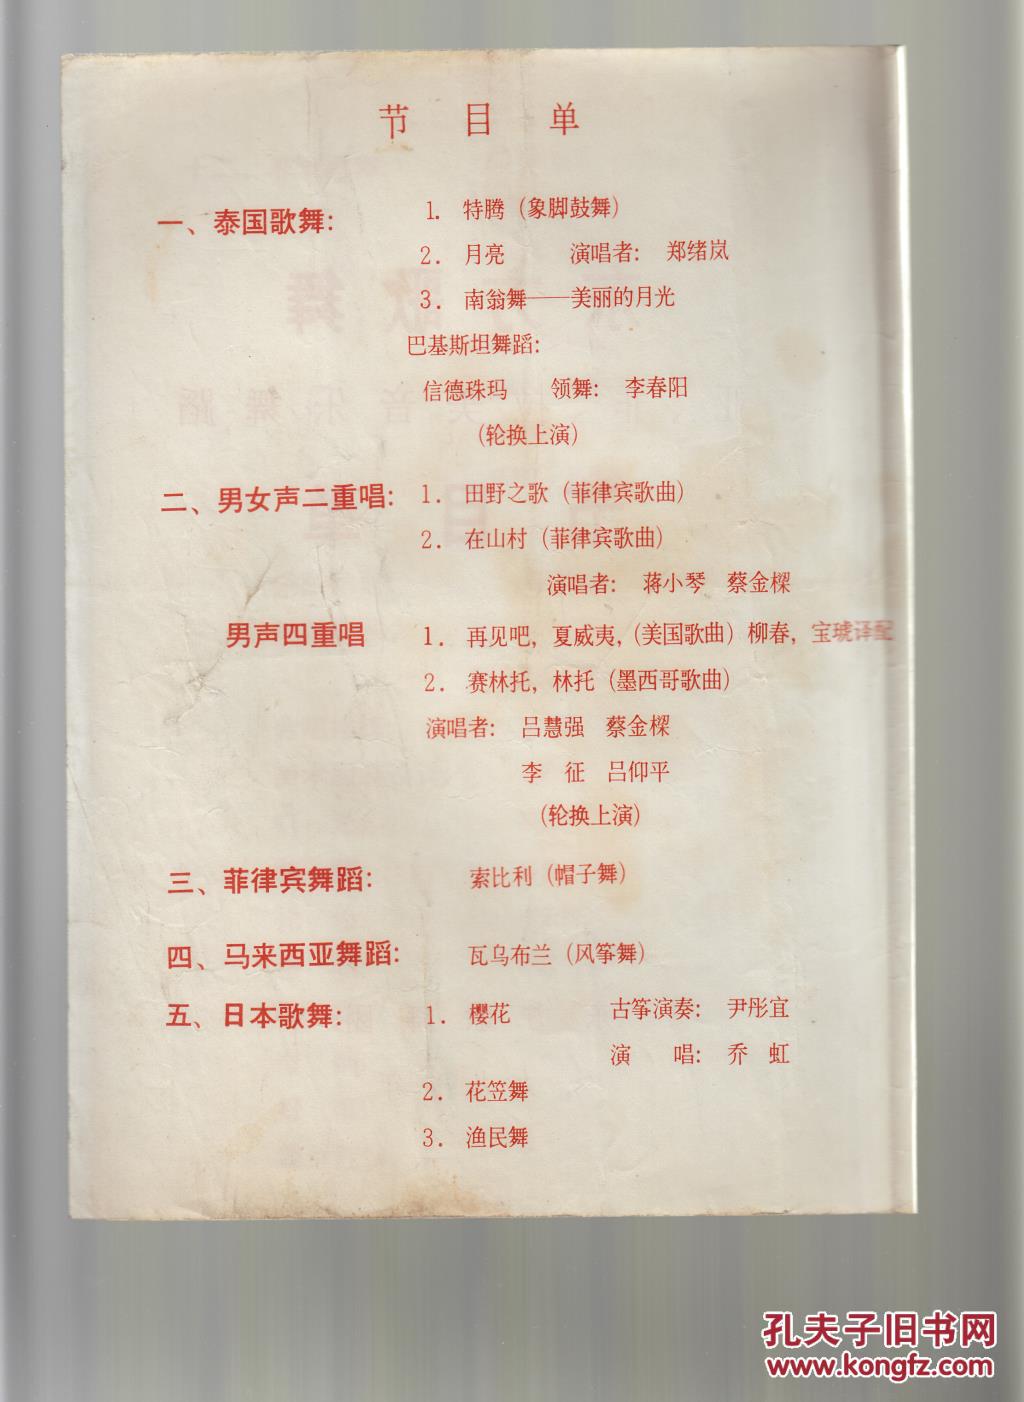 节目单
一、泰国歌舞：
1. 特腾（象脚鼓舞）
2. 月亮 演唱者：郑绪岚
3. 南翁舞——美丽的月光
巴基斯坦舞蹈：
信德珠玛 领舞：李春阳
（轮换上演）
二、男女声二重唱：
1. 田野之歌（菲律宾歌曲）
2. 在山村（菲律宾歌曲）
演唱者：蒋小琴 蔡金樑
男声四重唱
1. 再见吧，夏威夷，（美国歌曲）柳春，宝琥译配
2. 赛林托，林托（墨西哥歌曲）
演唱者：吕慧强 蔡金樑
李 征 吕仰平
（轮换上演）
三、菲律宾舞蹈： 索比利（帽子舞）
四、马来西亚舞蹈： 瓦乌布兰（风筝舞）
五、日本歌舞：
1. 樱花 古筝演奏：尹彤宜
演 唱：乔 虹
2. 花笠舞
3. 渔民舞
孔夫子旧书网
www.kongfz.com